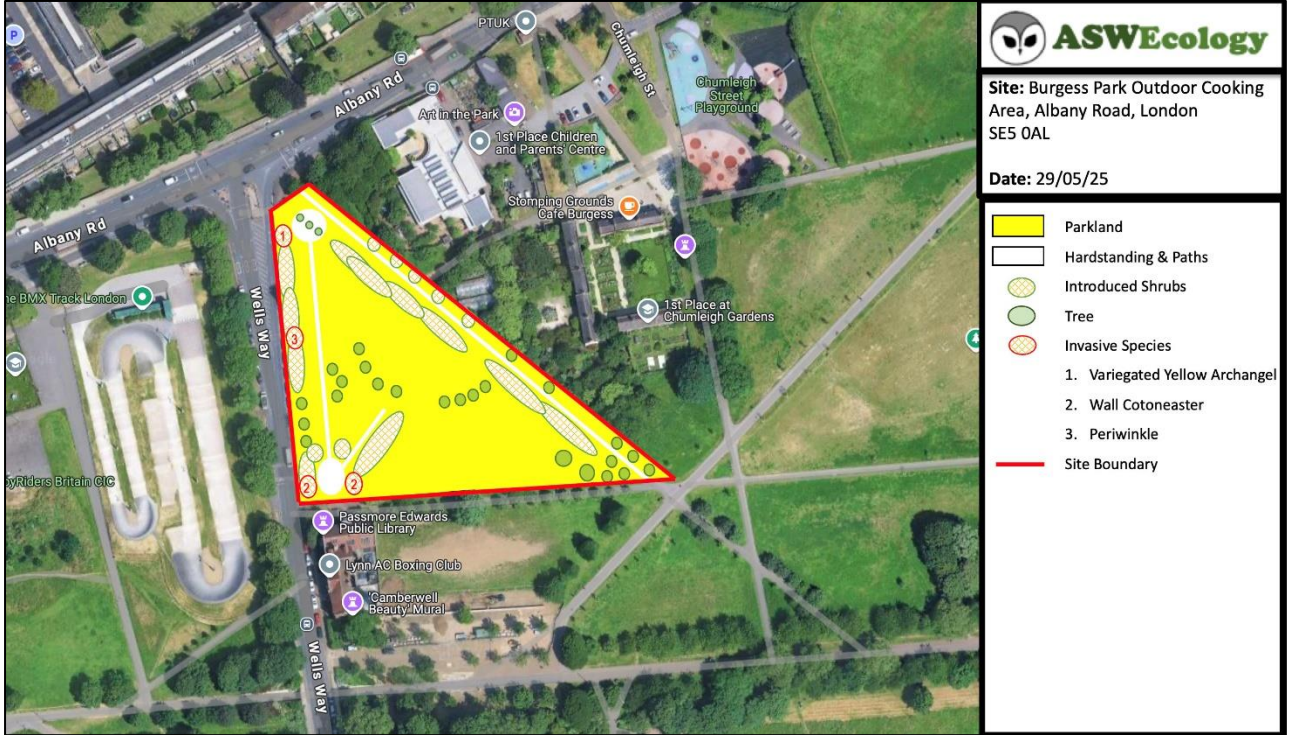 P
PTUK
Chumleigh St
Albany Rd
Art in the Park
1st Place Children
and Parents' Centre
Chumleigh
Street
Playground
Stomping Grounds
Cafe Burgess
Albany Rd
e BMX Track London
Wells Way
1st Place at
Chumleigh Gardens
1
3
2
2
yRiders Britain CIC
Passmore Edwards
Public Library
Lynn AC Boxing Club
'Camberwell
Beauty' Mural
Wells Way
ASWEcology
Site: Burgess Park Outdoor Cooking
Area, Albany Road, London
SE5 0AL
Date: 29/05/25
Parkland
Hardstanding & Paths
Introduced Shrubs
Tree
Invasive Species
1. Variegated Yellow Archangel
2. Wall Cotoneaster
3. Periwinkle
Site Boundary